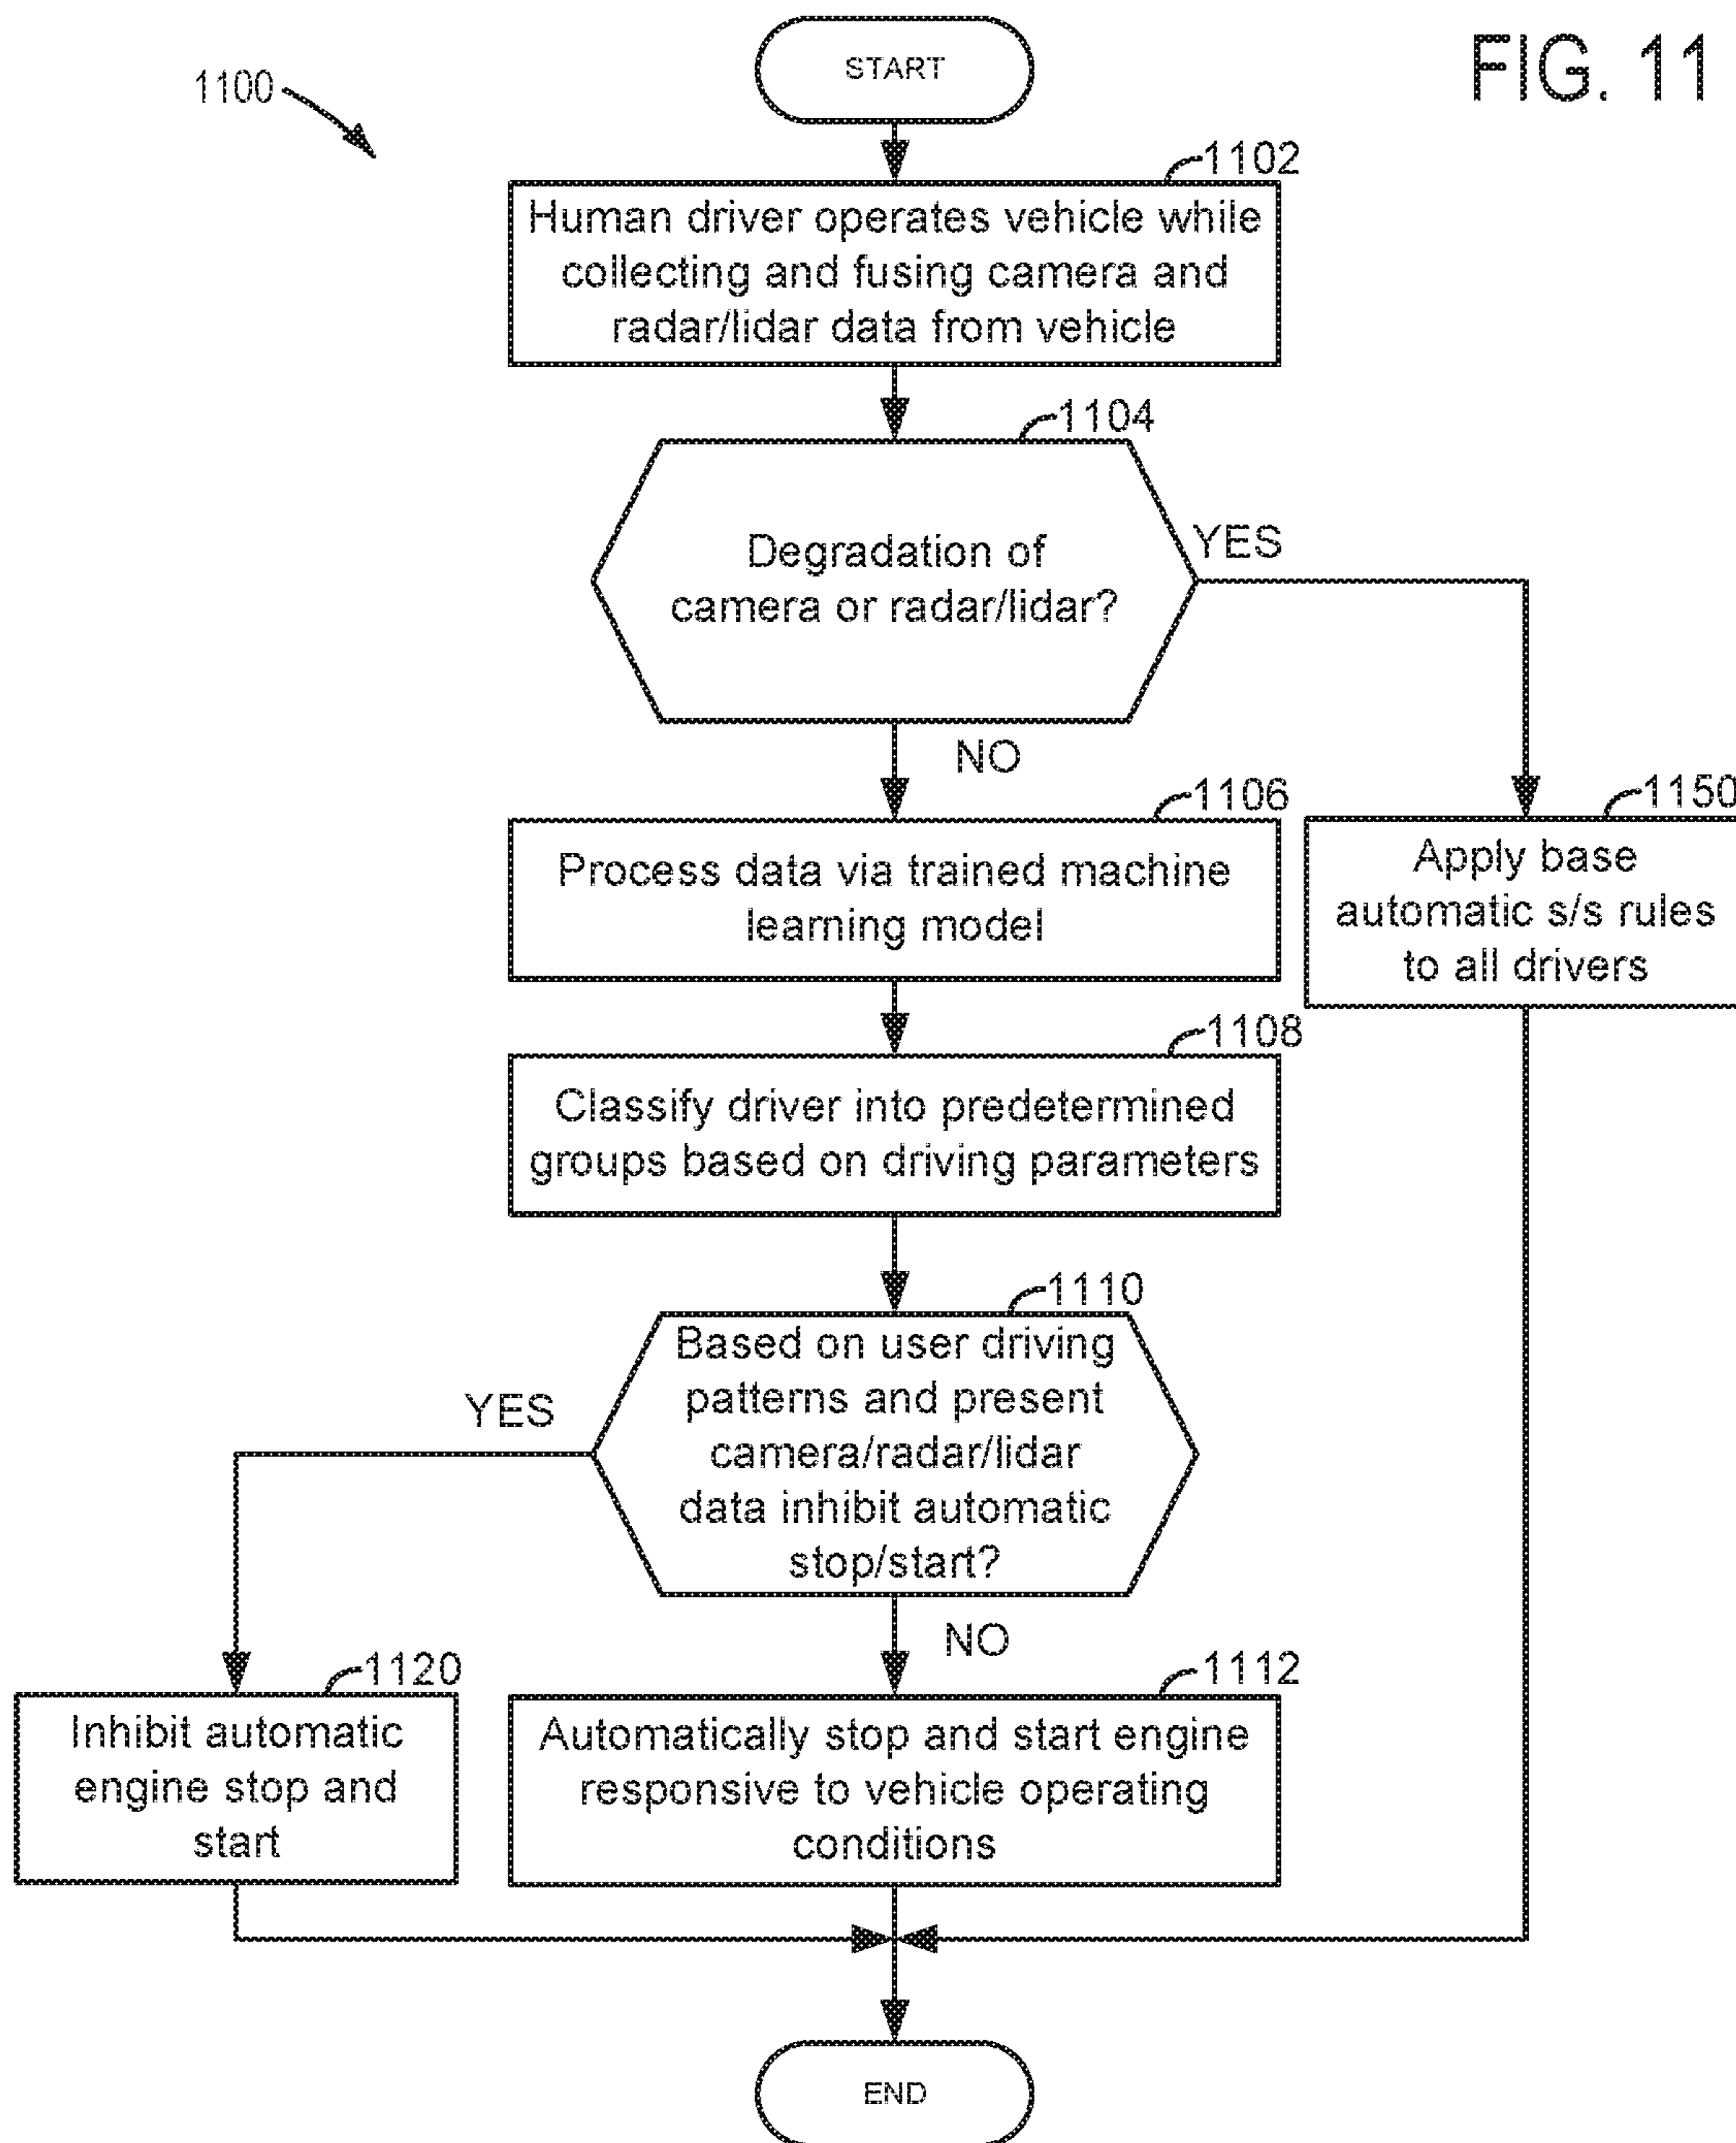 FIG. 11
1100
START
1102
Human driver operates vehicle while
collecting and fusing camera and
radar/lidar data from vehicle
1104
Degradation of
camera or radar/lidar?
YES
NO
1106
Process data via trained machine
learning model
1150
Apply base
automatic s/s rules
to all drivers
1108
Classify driver into predetermined
groups based on driving parameters
1110
Based on user driving
patterns and present
camera/radar/lidar
data inhibit automatic
stop/start?
YES
NO
1120
Inhibit automatic
engine stop and
start
1112
Automatically stop and start engine
responsive to vehicle operating
conditions
END